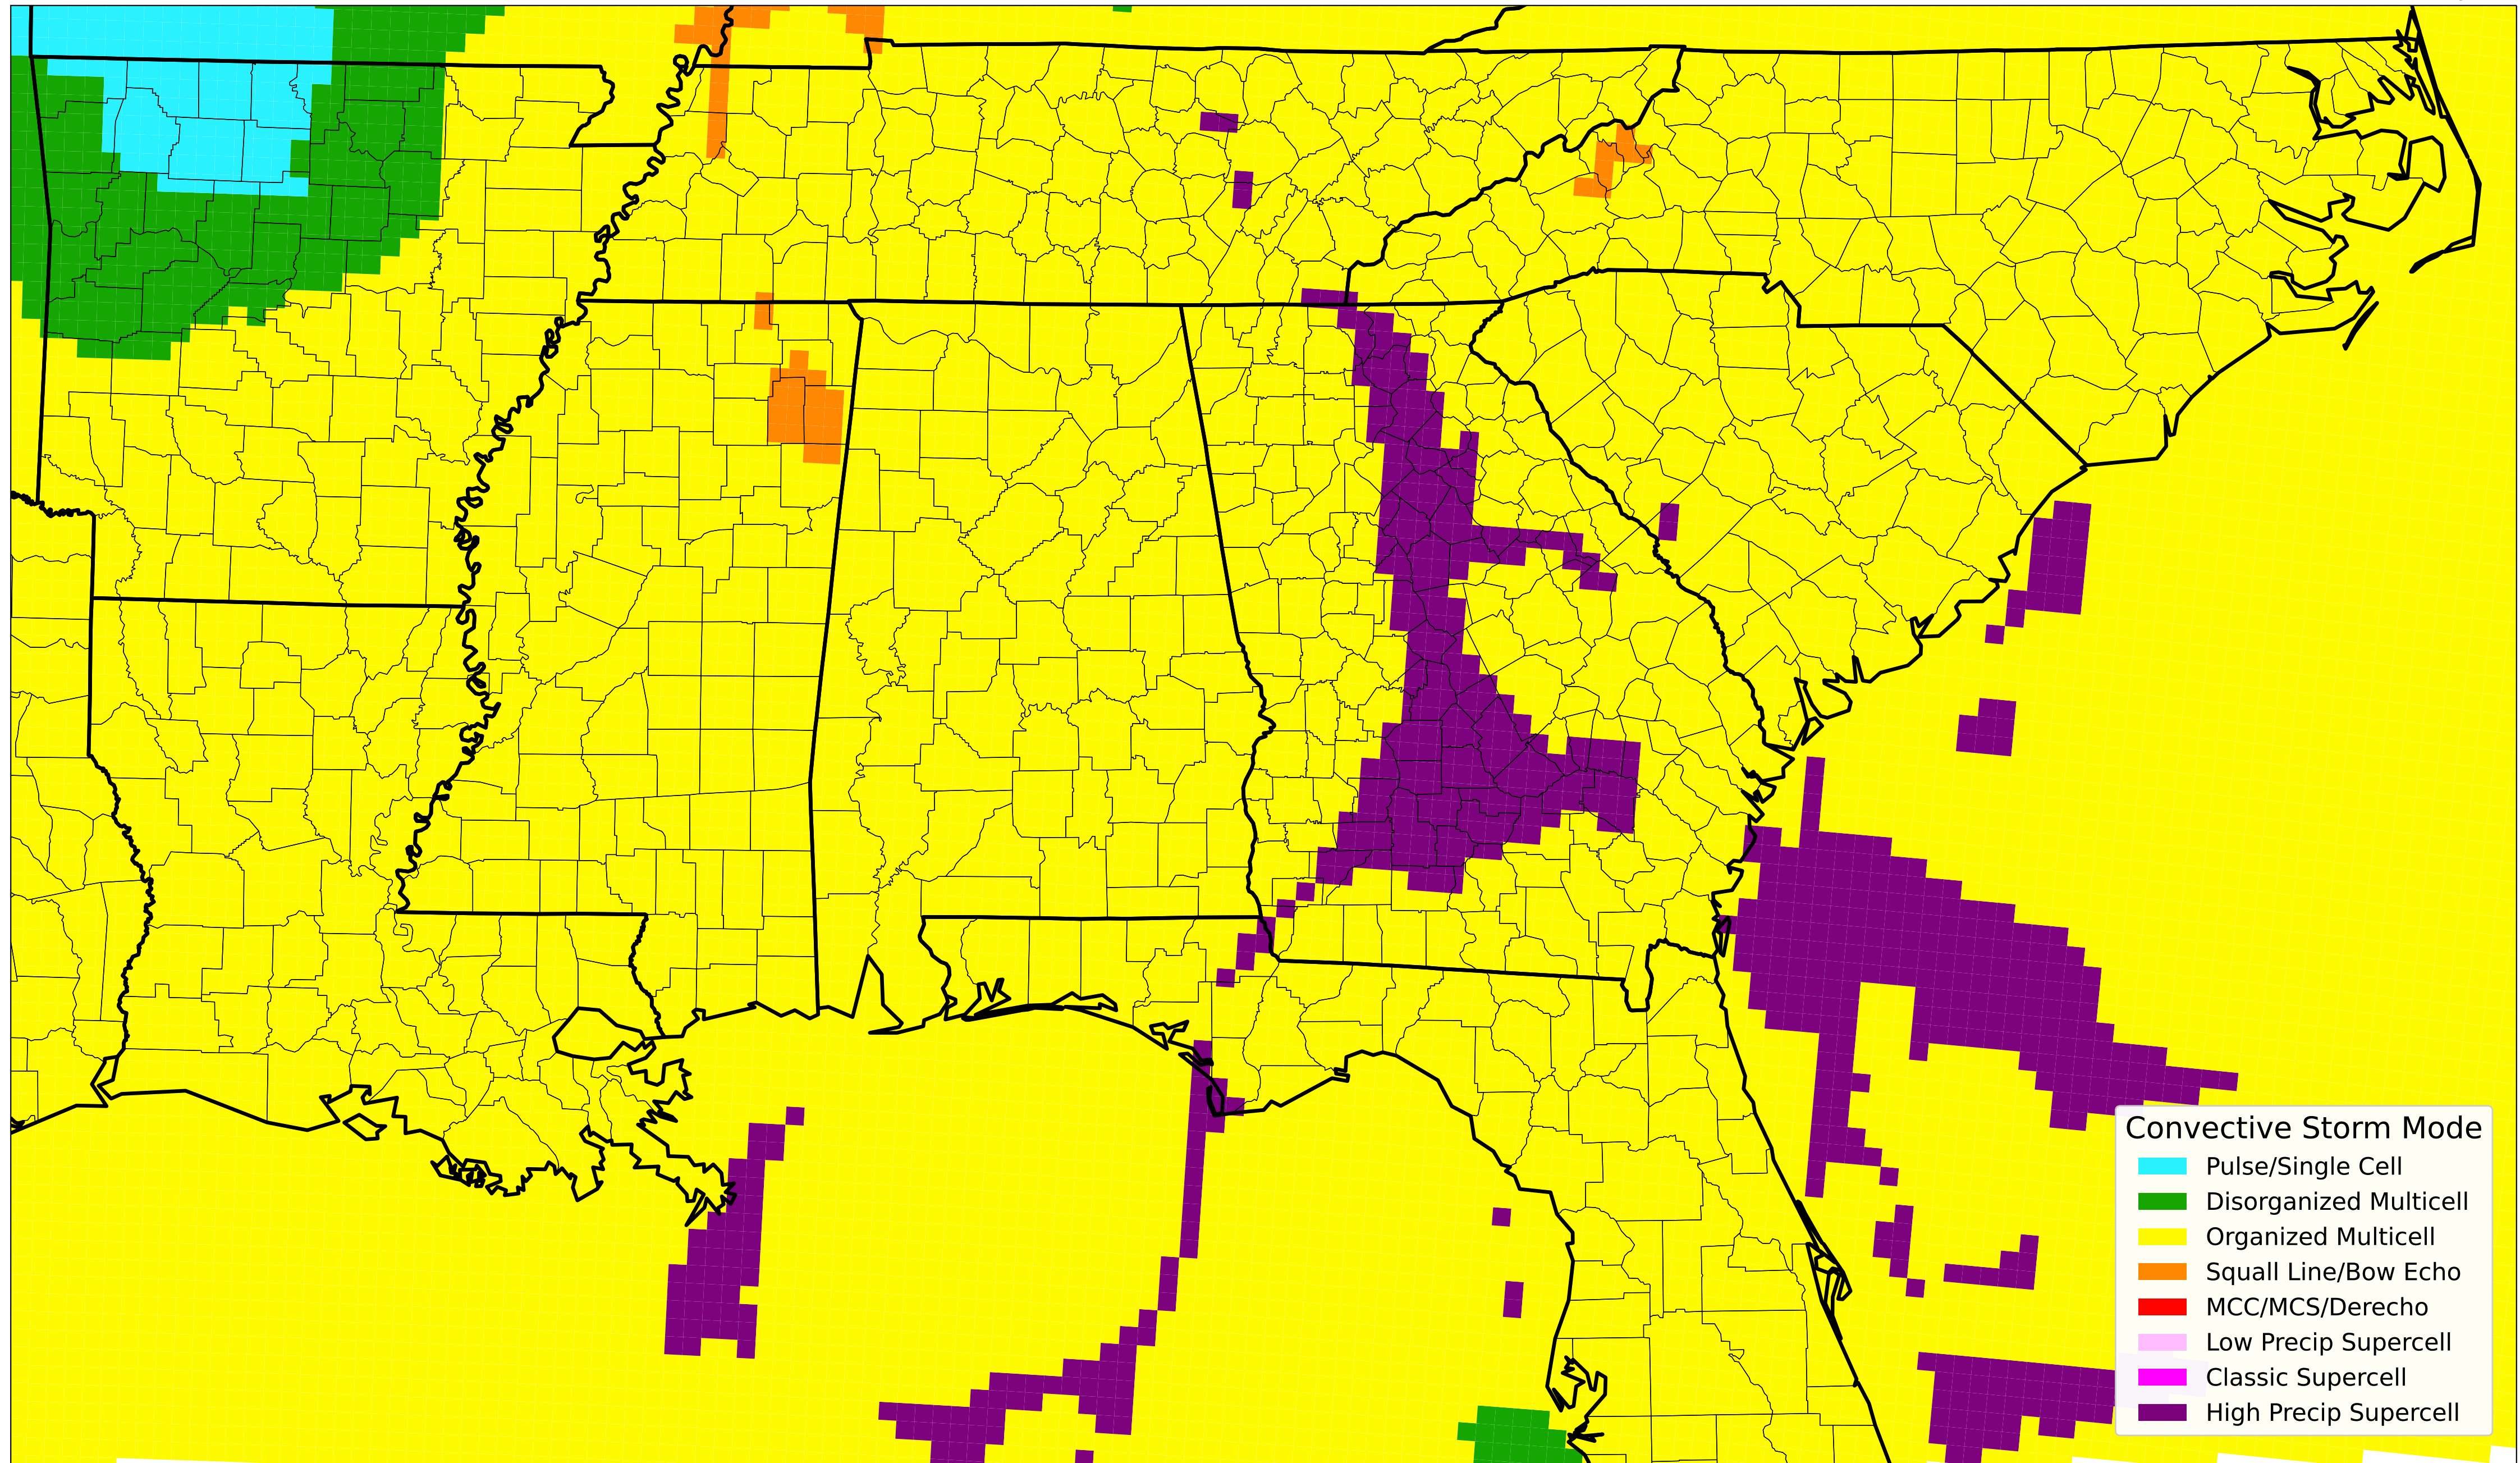 Convective Storm Mode
Pulse/Single Cell
Disorganized Multicell
Organized Multicell
Squall Line/Bow Echo
MCC/MCS/Derecho
Low Precip Supercell
Classic Supercell
High Precip Supercell